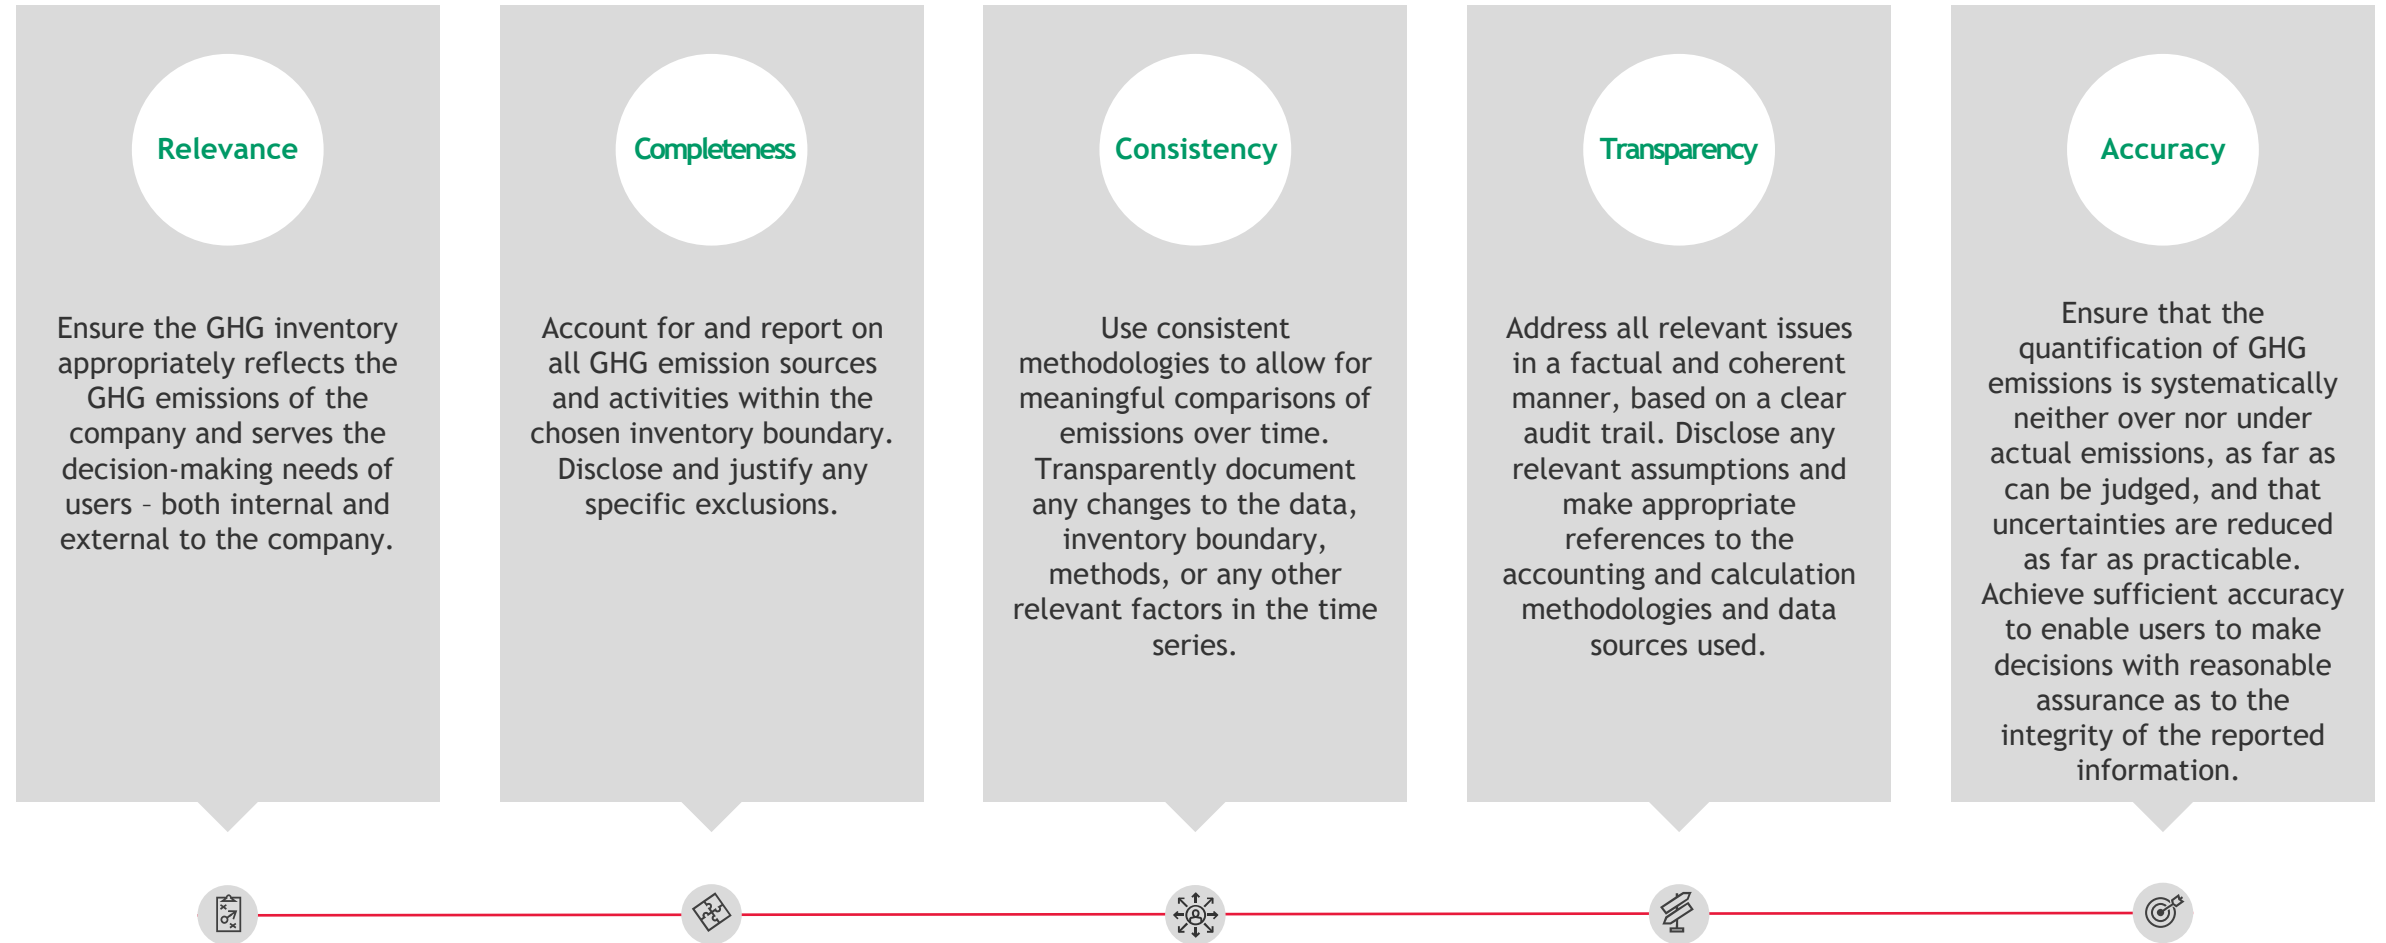 Relevance
Ensure the GHG inventory
appropriately reflects the
GHG emissions of the
company and serves the
decision-making needs of
users – both internal and
external to the company.
Completeness
Account for and report on
all GHG emission sources
and activities within the
chosen inventory boundary.
Disclose and justify any
specific exclusions.
Consistency
Use consistent
methodologies to allow for
meaningful comparisons of
emissions over time.
Transparently document
any changes to the data,
inventory boundary,
methods, or any other
relevant factors in the time
series.
Transparency
Address all relevant issues
in a factual and coherent
manner, based on a clear
audit trail. Disclose any
relevant assumptions and
make appropriate
references to the
accounting and calculation
methodologies and data
sources used.
Accuracy
Ensure that the
quantification of GHG
emissions is systematically
neither over nor under
actual emissions, as far as
can be judged, and that
uncertainties are reduced
as far as practicable.
Achieve sufficient accuracy
to enable users to make
decisions with reasonable
assurance as to the
integrity of the reported
information.